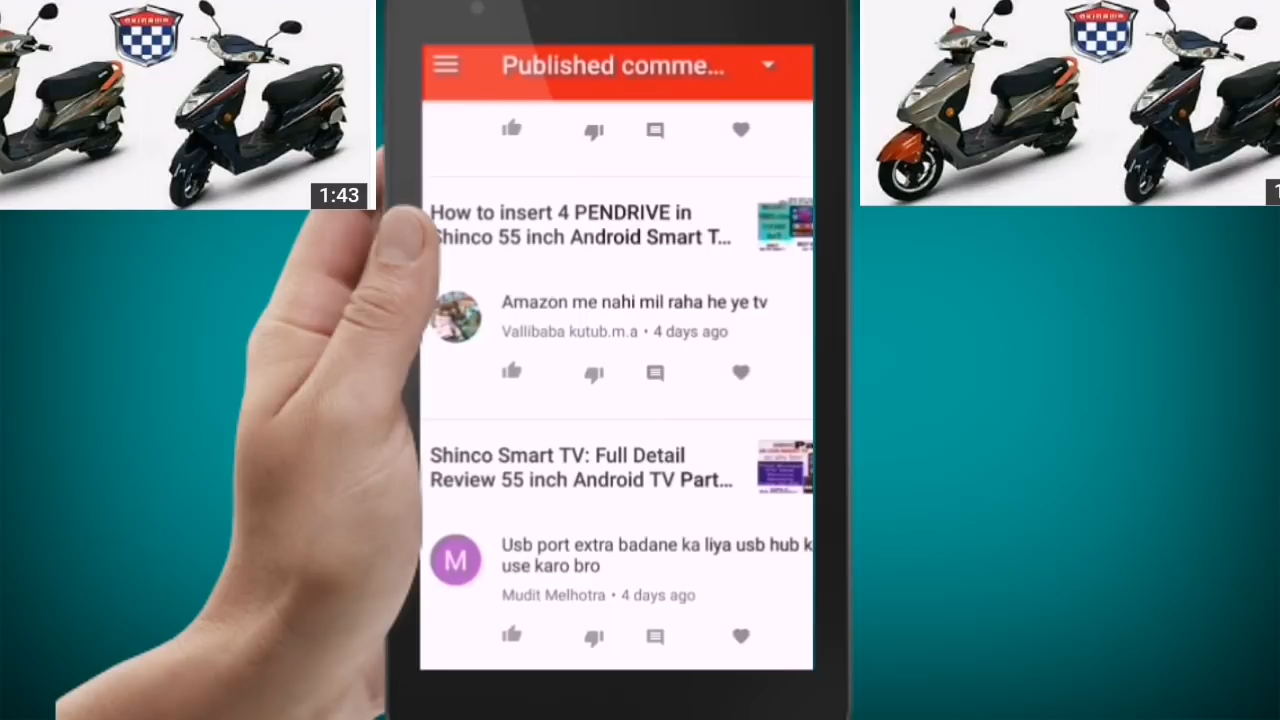 OKINAWA
OKINAWA
1:43
Published comme...
How to insert 4 PENDRIVE in
Shinco 55 inch Android Smart T...
Amazon me nahi mil raha he ye tv
Vallibaba kutub.m.a • 4 days ago
Shinco Smart TV: Full Detail
Review 55 inch Android TV Part...
M
Usb port extra badane ka liya usb hub k
use karo bro
Mudit Melhotra • 4 days ago